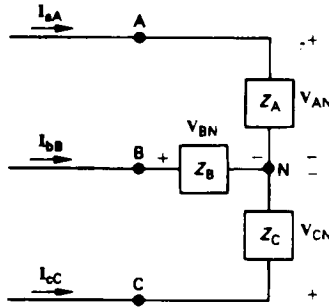 I_aA
A
+
Z_A
V_AN
V_BN
I_bB
B
+
Z_B
−
N
−
−
Z_C
V_CN
I_cC
C
+